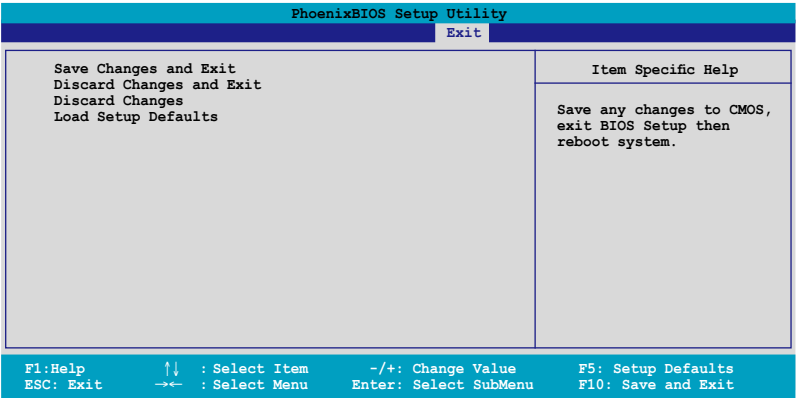 PhoenixBIOS Setup Utility
Exit
Save Changes and Exit
Discard Changes and Exit
Discard Changes
Load Setup Defaults
Item Specific Help
Save any changes to CMOS,
exit BIOS Setup then
reboot system.
F1:Help ↑↓ : Select Item -/+: Change Value F5: Setup Defaults
ESC: Exit →← : Select Menu Enter: Select SubMenu F10: Save and Exit